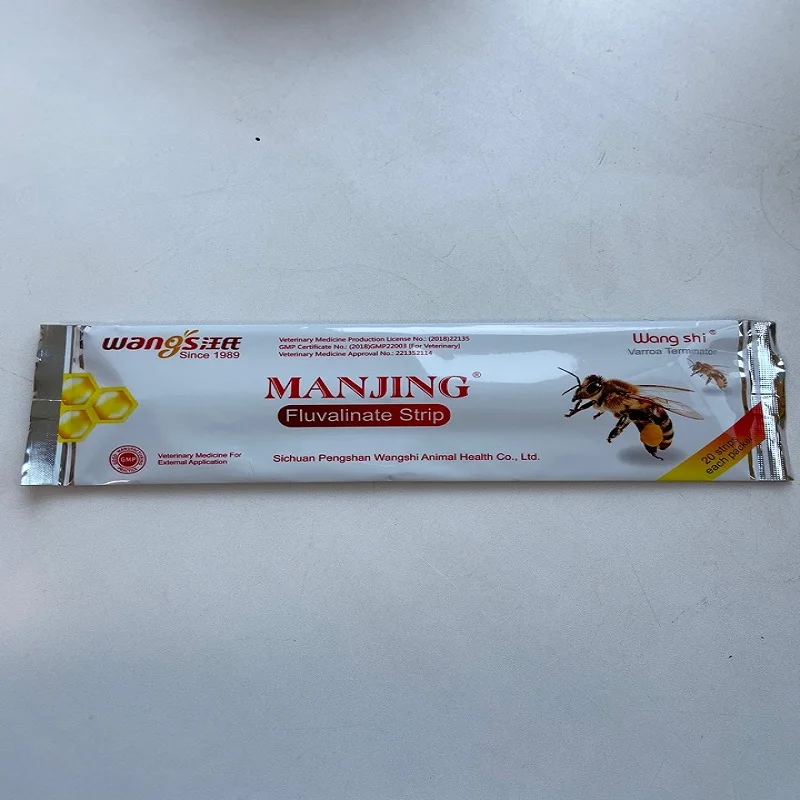 wang's汪氏
Since 1989
Veterinary Medicine Production License No.: (2018)22135
GMP Certificate No.: (2018)GMP22003 (For Veterinary)
Veterinary Medicine Approval No.: 221352114
Wang shi®
Varroa Terminator
MANJING®
Fluvalinate Strip
GMP
Veterinary Medicine For
External Application
Sichuan Pengshan Wangshi Animal Health Co., Ltd.
20 strips
each